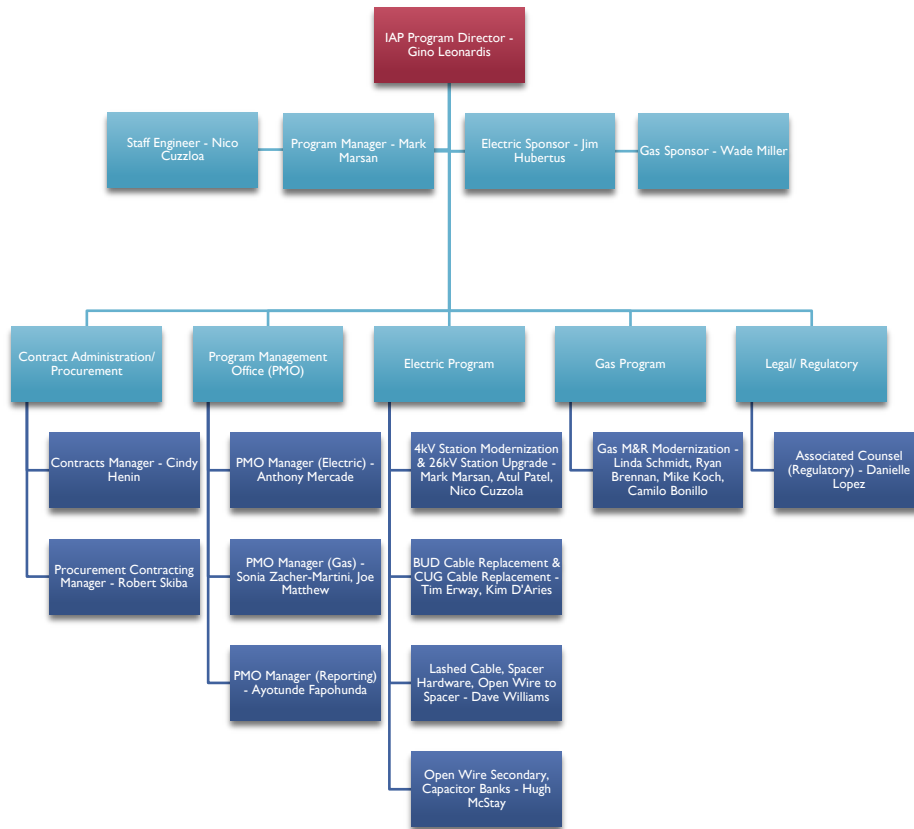 IAP Program Director -
Gino Leonardis
Staff Engineer - Nico
Cuzzloa
Program Manager - Mark
Marsan
Electric Sponsor - Jim
Hubertus
Gas Sponsor - Wade Miller
Contract Administration/
Procurement
Program Management
Office (PMO)
Electric Program
Gas Program
Legal/ Regulatory
Contracts Manager - Cindy
Henin
Procurement Contracting
Manager - Robert Skiba
PMO Manager (Electric) -
Anthony Mercade
PMO Manager (Gas) -
Sonia Zacher-Martini, Joe
Matthew
PMO Manager (Reporting)
- Ayotunde Fapohunda
4kV Station Modernization
& 26kV Station Upgrade -
Mark Marsan, Atul Patel,
Nico Cuzzola
BUD Cable Replacement &
CUG Cable Replacement -
Tim Erway, Kim D'Aries
Lashed Cable, Spacer
Hardware, Open Wire to
Spacer - Dave Williams
Open Wire Secondary,
Capacitor Banks - Hugh
McStay
Gas M&R Modernization -
Linda Schmidt, Ryan
Brennan, Mike Koch,
Camilo Bonillo
Associated Counsel
(Regulatory) - Danielle
Lopez